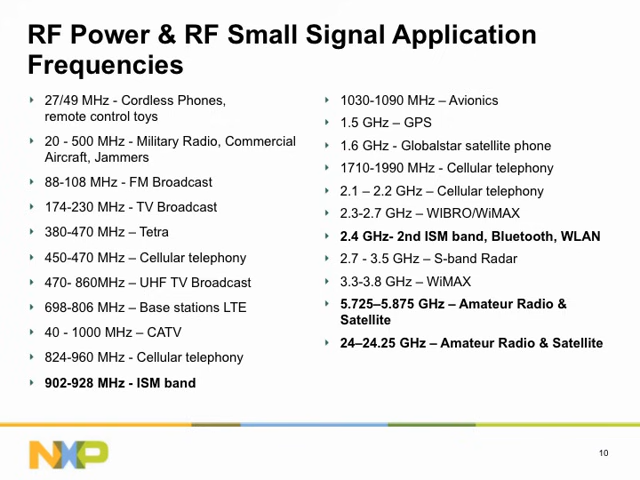 RF Power & RF Small Signal Application
Frequencies
27/49 MHz - Cordless Phones,
remote control toys
20 - 500 MHz - Military Radio, Commercial
Aircraft, Jammers
88-108 MHz - FM Broadcast
174-230 MHz - TV Broadcast
380-470 MHz – Tetra
450-470 MHz – Cellular telephony
470- 860MHz – UHF TV Broadcast
698-806 MHz – Base stations LTE
40 - 1000 MHz – CATV
824-960 MHz - Cellular telephony
902-928 MHz - ISM band
1030-1090 MHz – Avionics
1.5 GHz – GPS
1.6 GHz - Globalstar satellite phone
1710-1990 MHz - Cellular telephony
2.1 – 2.2 GHz – Cellular telephony
2.3-2.7 GHz – WIBRO/WiMAX
2.4 GHz- 2nd ISM band, Bluetooth, WLAN
2.7 - 3.5 GHz – S-band Radar
3.3-3.8 GHz – WiMAX
5.725–5.875 GHz – Amateur Radio &
Satellite
24–24.25 GHz – Amateur Radio & Satellite
NXP
10